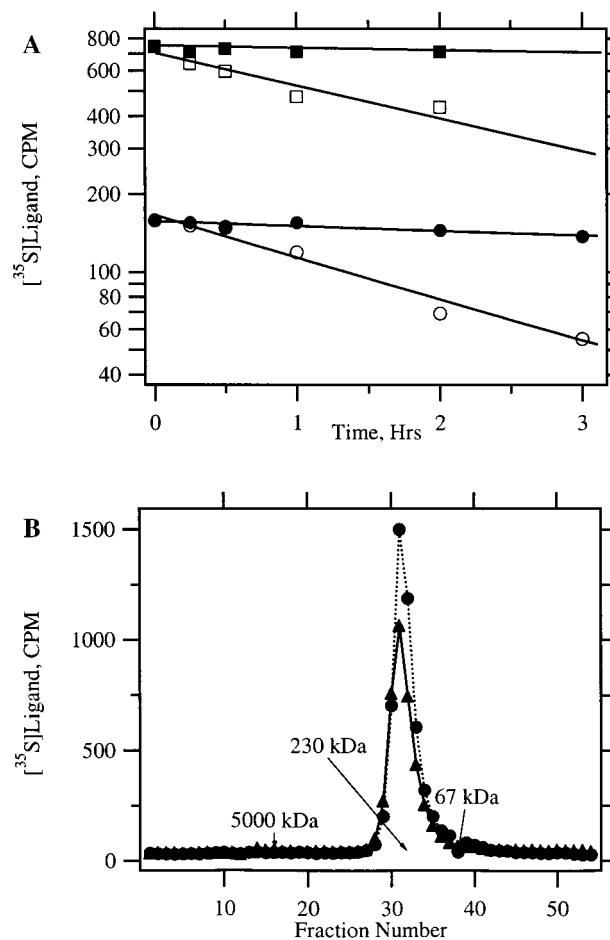 A
800
600
400
300
200
100
80
60
40
[³⁵S]Ligand, CPM
0
1
2
3
Time, Hrs
B
1500
1000
500
0
[³⁵S]Ligand, CPM
230 kDa
67 kDa
5000 kDa
10
20
30
40
50
Fraction Number